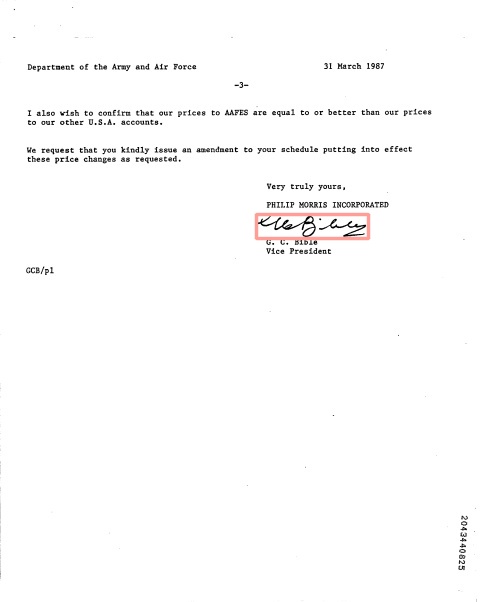 Department of the Army and Air Force 31 March 1987
-3-
I also wish to confirm that our prices to AAFES are equal to or better than our prices
to our other U.S.A. accounts.
We request that you kindly issue an amendment to your schedule putting into effect
these price changes as requested.
Very truly yours,
PHILIP MORRIS INCORPORATED
G. C. Bible
Vice President
GCB/pl
2043440825